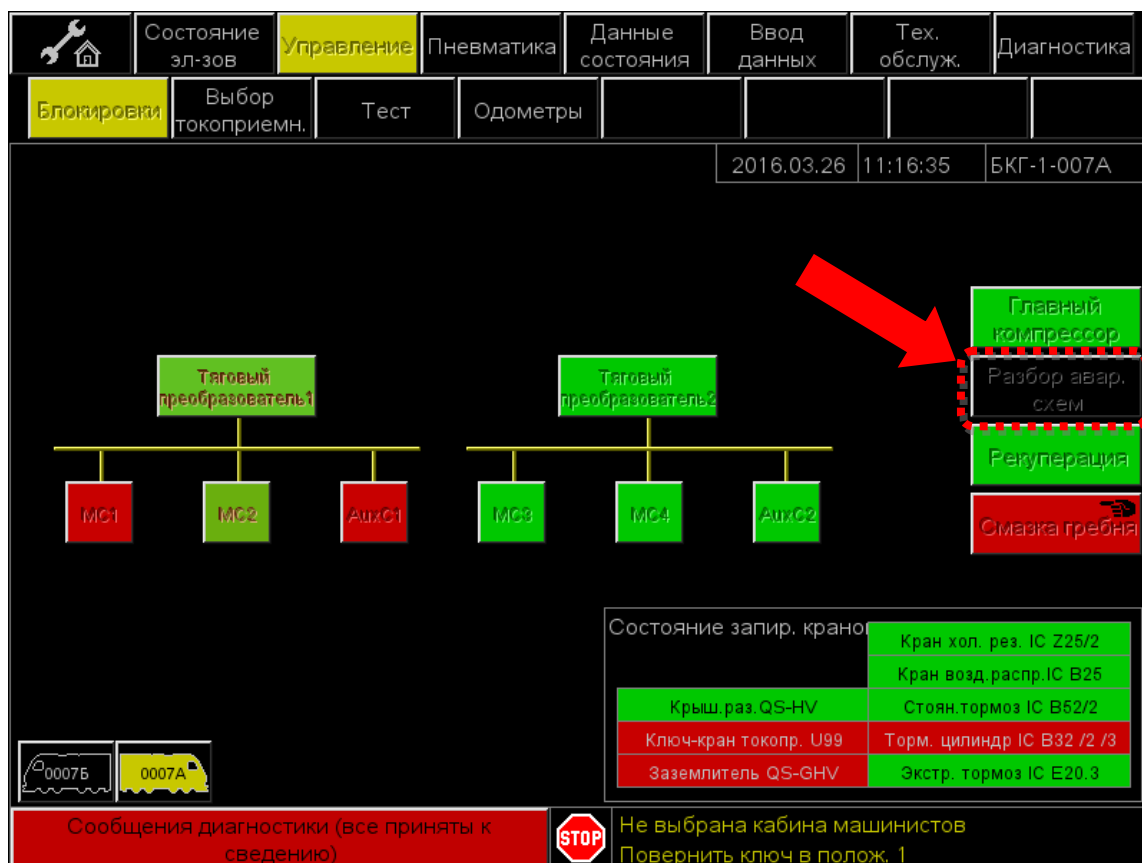 Состояние эл-зов
Управление
Пневматика
Данные состояния
Ввод данных
Тех. обслуж.
Диагностика
Блокировки
Выбор токоприемн.
Тест
Одометры
2016.03.26
11:16:35
БКГ-1-007А
Главный компрессор
Разбор авар. схем
Рекуперация
Смазка гребня
Тяговый преобразователь1
Тяговый преобразователь2
МС1
МС2
AuxC1
МС3
МС4
AuxC2
Состояние запир. крано
Кран хол. рез. IC Z25/2
Кран возд.распр.IC B25
Крыш.раз.QS-HV
Стоян.тормоз IC B52/2
Ключ-кран токопр. U99
Торм. цилиндр IC B32 /2 /3
Заземлитель QS-GHV
Экстр. тормоз IC E20.3
0007Б
0007А
Сообщения диагностики (все приняты к сведению)
STOP
Не выбрана кабина машинистов
Повернить ключ в полож. 1